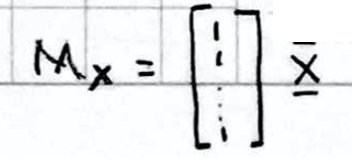 Mx = [1 1 ⋮ 1] x̄